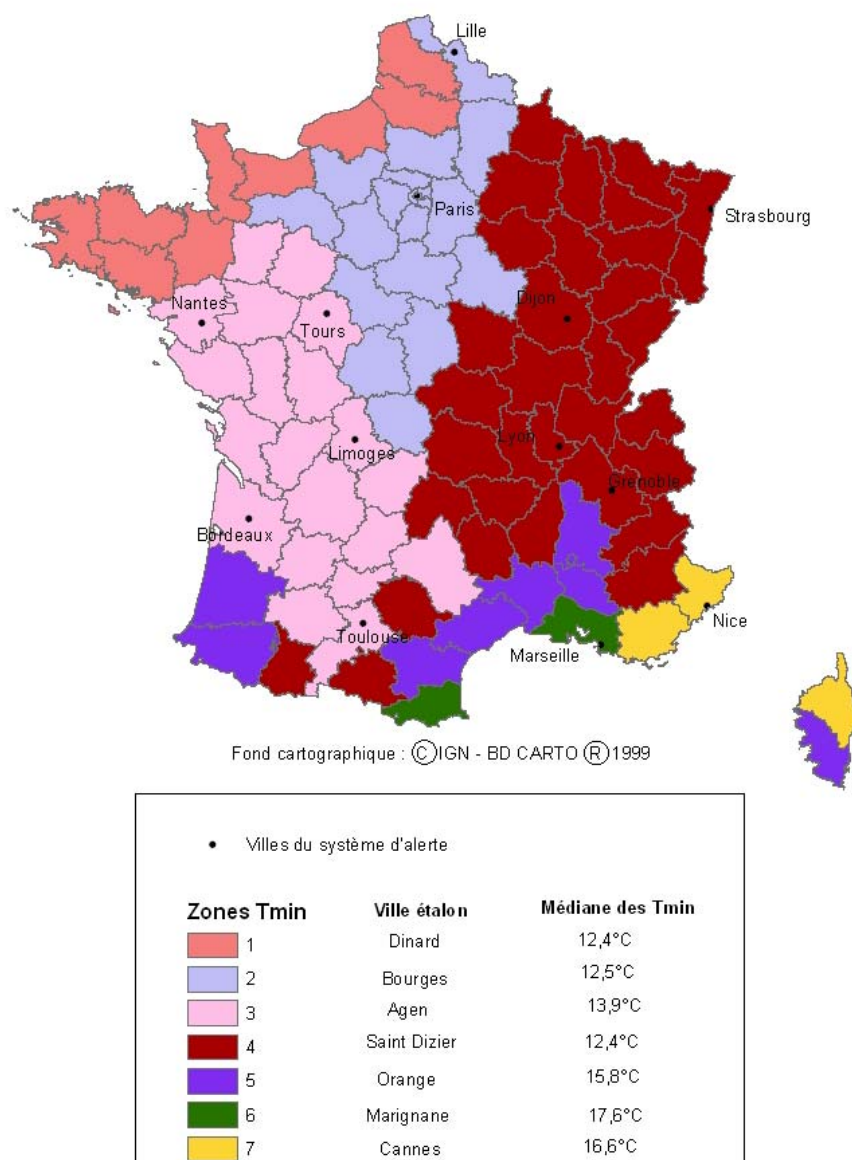 Lille
Paris
Strasbourg
Nantes
Dijon
Tours
Lyon
Limoges
Grenoble
Bordeaux
Toulouse
Nice
Marseille
Fond cartographique : ©IGN - BD CARTO ®1999
Villes du système d'alerte
Zones Tmin Ville étalon Médiane des Tmin
1 Dinard 12,4°C
2 Bourges 12,5°C
3 Agen 13,9°C
4 Saint Dizier 12,4°C
5 Orange 15,8°C
6 Marignane 17,6°C
7 Cannes 16,6°C